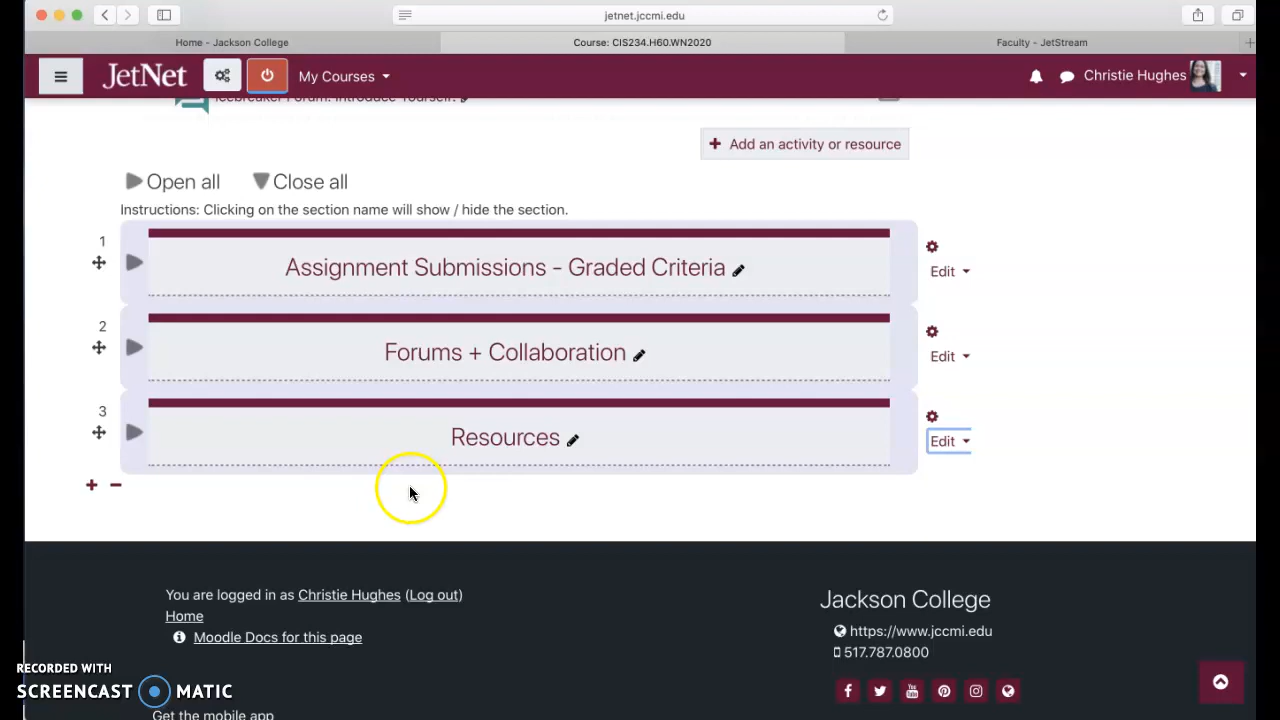 jetnet.jccmi.edu
Home - Jackson College
Course: CIS234.H60.WN2020
Faculty - JetStream
JetNet
My Courses
Christie Hughes
Icebreaker Forum: Introduce Yourself!
Add an activity or resource
Open all
Close all
Instructions: Clicking on the section name will show / hide the section.
1
Assignment Submissions - Graded Criteria
Edit
2
Forums + Collaboration
Edit
3
Resources
Edit
You are logged in as Christie Hughes (Log out)
Home
Moodle Docs for this page
Get the mobile app
Jackson College
https://www.jccmi.edu
517.787.0800
RECORDED WITH
SCREENCAST MATIC